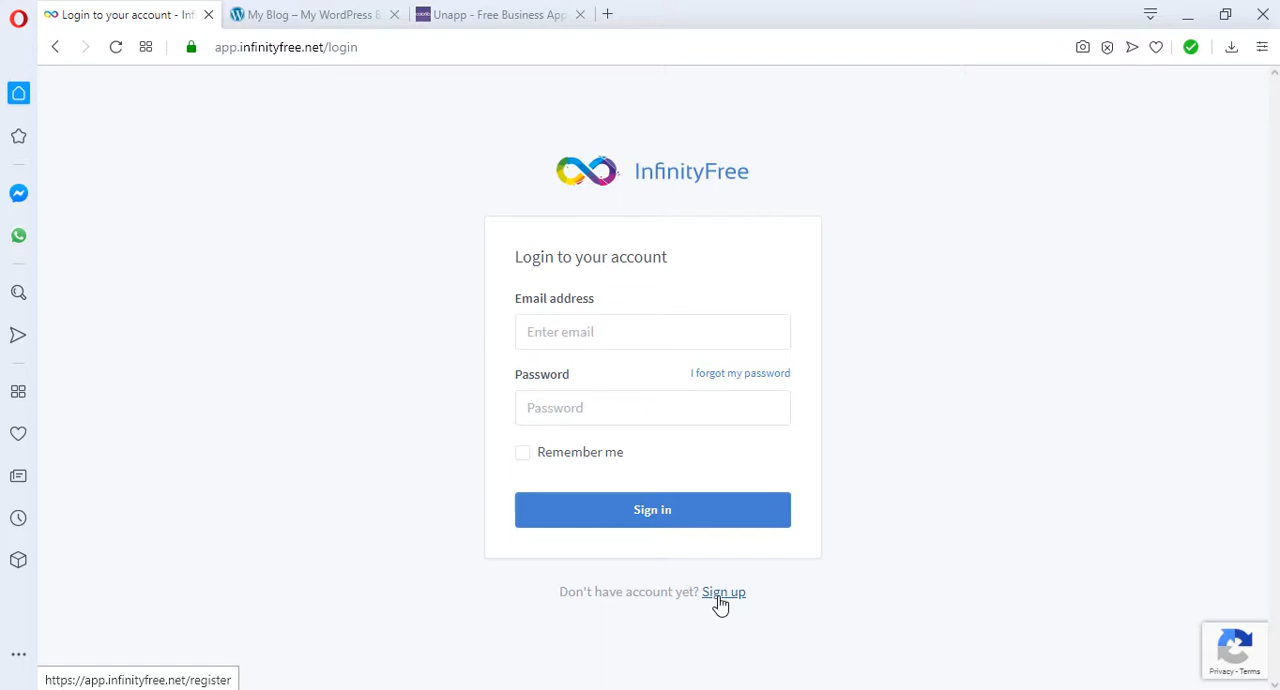 Login to your account - Inf
My Blog – My WordPress B
Unapp - Free Business App
app.infinityfree.net/login
InfinityFree
Login to your account
Email address
Enter email
Password
I forgot my password
Password
Remember me
Sign in
Don't have account yet? Sign up
Privacy - Terms
https://app.infinityfree.net/register